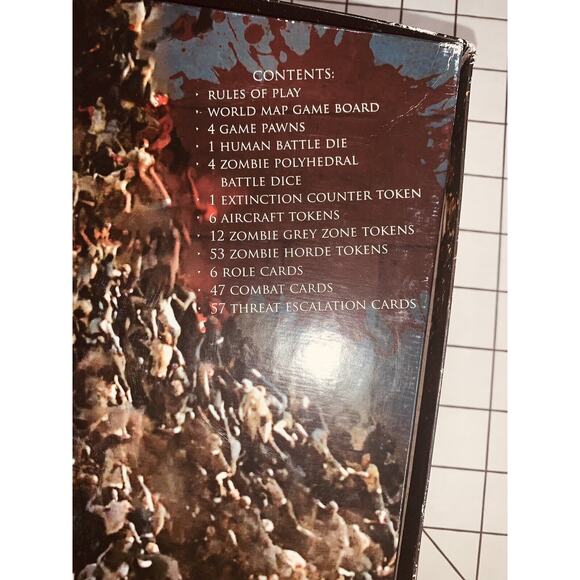 CONTENTS:
· RULES OF PLAY
· WORLD MAP GAME BOARD
· 4 GAME PAWNS
· 1 HUMAN BATTLE DIE
· 4 ZOMBIE POLYHEDRAL
BATTLE DICE
· 1 EXTINCTION COUNTER TOKEN
· 6 AIRCRAFT TOKENS
· 12 ZOMBIE GREY ZONE TOKENS
· 53 ZOMBIE HORDE TOKENS
· 6 ROLE CARDS
· 47 COMBAT CARDS
· 57 THREAT ESCALATION CARDS